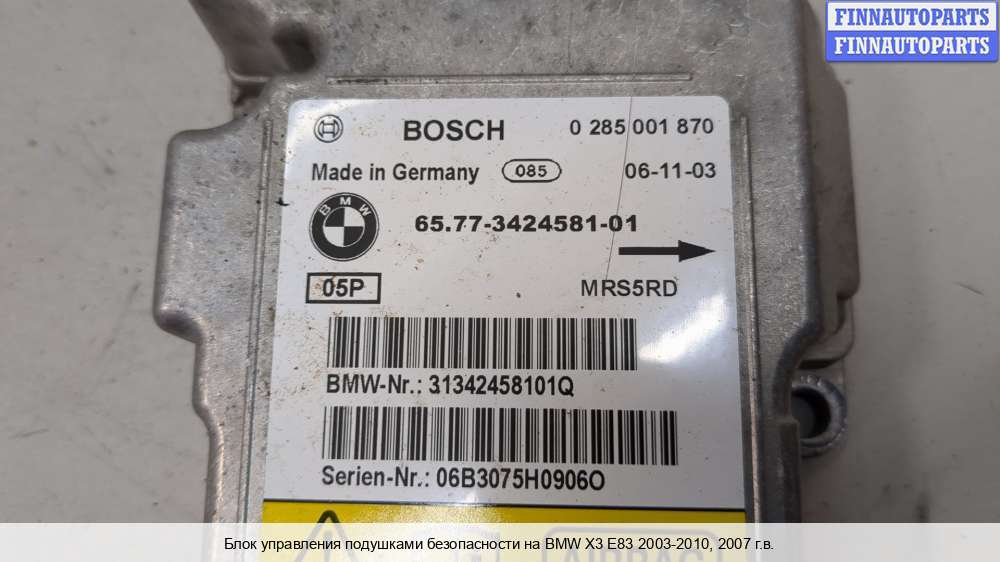 FINNAUTOPARTS
FINNAUTOPARTS
BOSCH 0 285 001 870
Made in Germany 085 06-11-03
BMW 65.77-3424581-01
05P MRS5RD
BMW-Nr.: 31342458101Q
Serien-Nr.: 06B3075H0906O
AIRBAG
Блок управления подушками безопасности на BMW X3 E83 2003-2010, 2007 г.в.